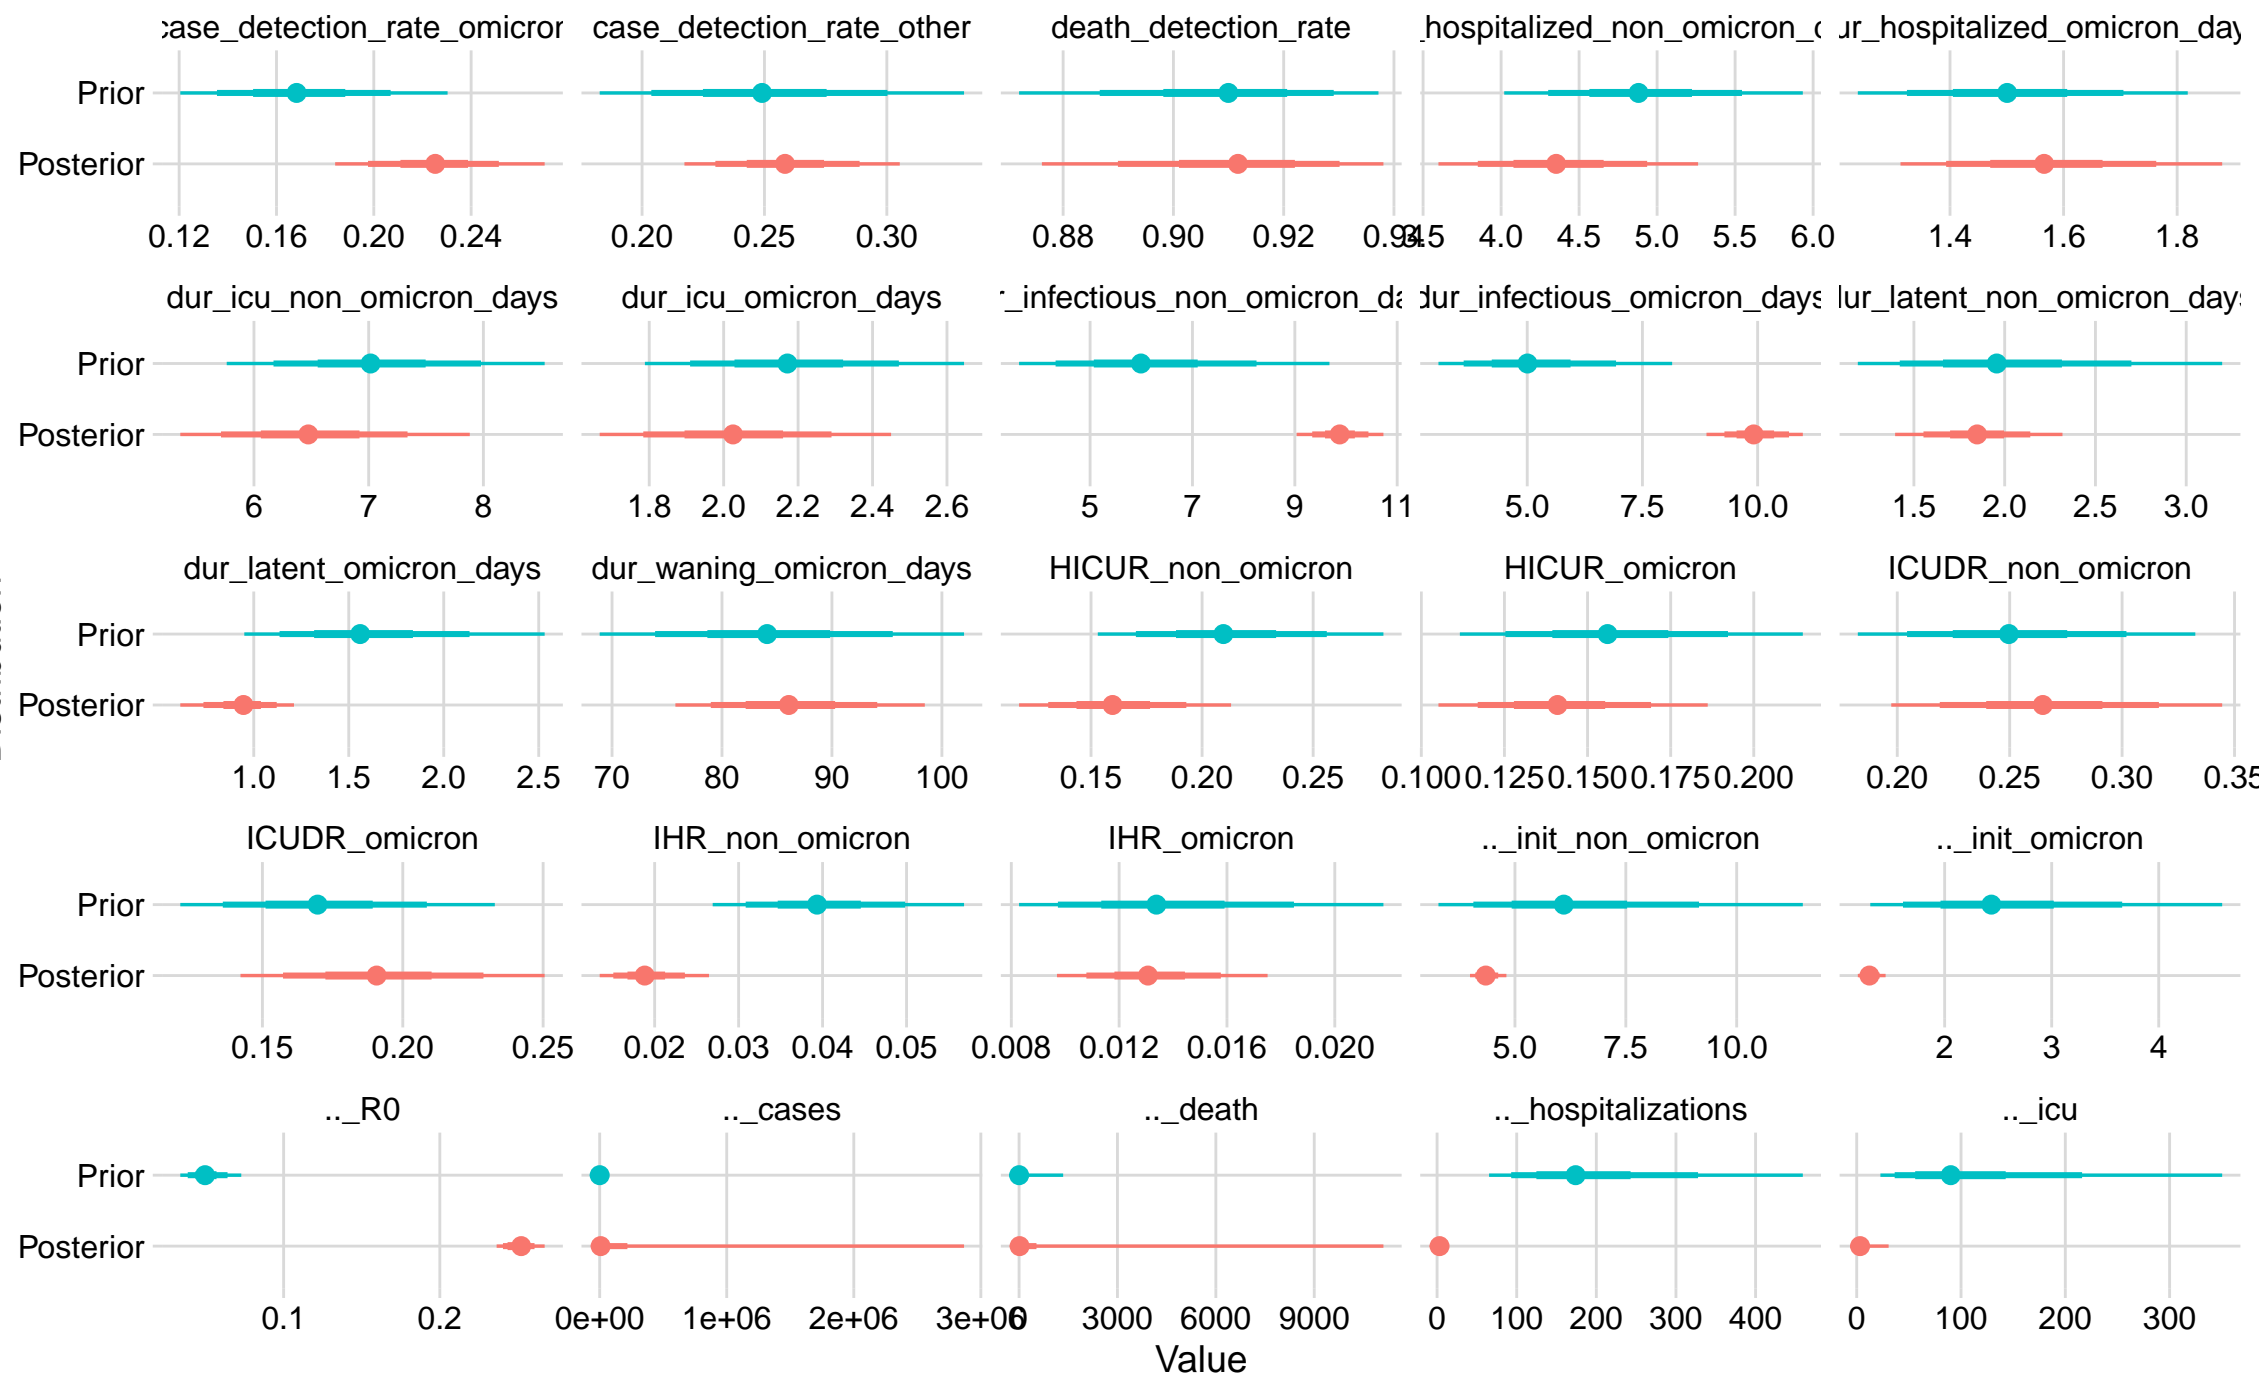 case_detection_rate_omicron case_detection_rate_other death_detection_rate _hospitalized_non_omicron_ ur_hospitalized_omicron_day
Prior
Posterior
0.12 0.16 0.20 0.24 0.20 0.25 0.30 0.88 0.90 0.92 0.94 3.5 4.0 4.5 5.0 5.5 6.0 1.4 1.6 1.8
dur_icu_non_omicron_days dur_icu_omicron_days _infectious_non_omicron_da dur_infectious_omicron_days dur_latent_non_omicron_days
Prior
Posterior
6 7 8 1.8 2.0 2.2 2.4 2.6 5 7 9 11 5.0 7.5 10.0 1.5 2.0 2.5 3.0
dur_latent_omicron_days dur_waning_omicron_days HICUR_non_omicron HICUR_omicron ICUDR_non_omicron
Prior
Posterior
1.0 1.5 2.0 2.5 70 80 90 100 0.15 0.20 0.25 0.100 0.125 0.150 0.175 0.200 0.20 0.25 0.30 0.35
ICUDR_omicron IHR_non_omicron IHR_omicron .._init_non_omicron .._init_omicron
Prior
Posterior
0.15 0.20 0.25 0.02 0.03 0.04 0.05 0.008 0.012 0.016 0.020 5.0 7.5 10.0 2 3 4
.._R0 .._cases .._death .._hospitalizations .._icu
Prior
Posterior
0.1 0.2 0e+00 1e+06 2e+06 3e+06 0 3000 6000 9000 0 100 200 300 400 0 100 200 300
Value